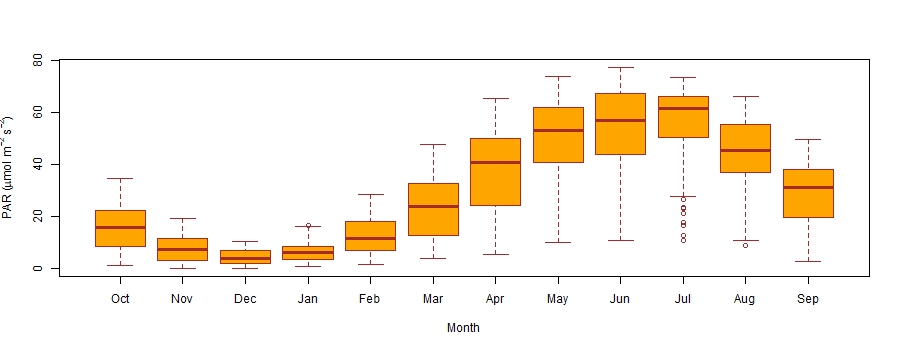 PAR (μmol m⁻² s⁻²)
80
60
40
20
0
Oct Nov Dec Jan Feb Mar Apr May Jun Jul Aug Sep
Month